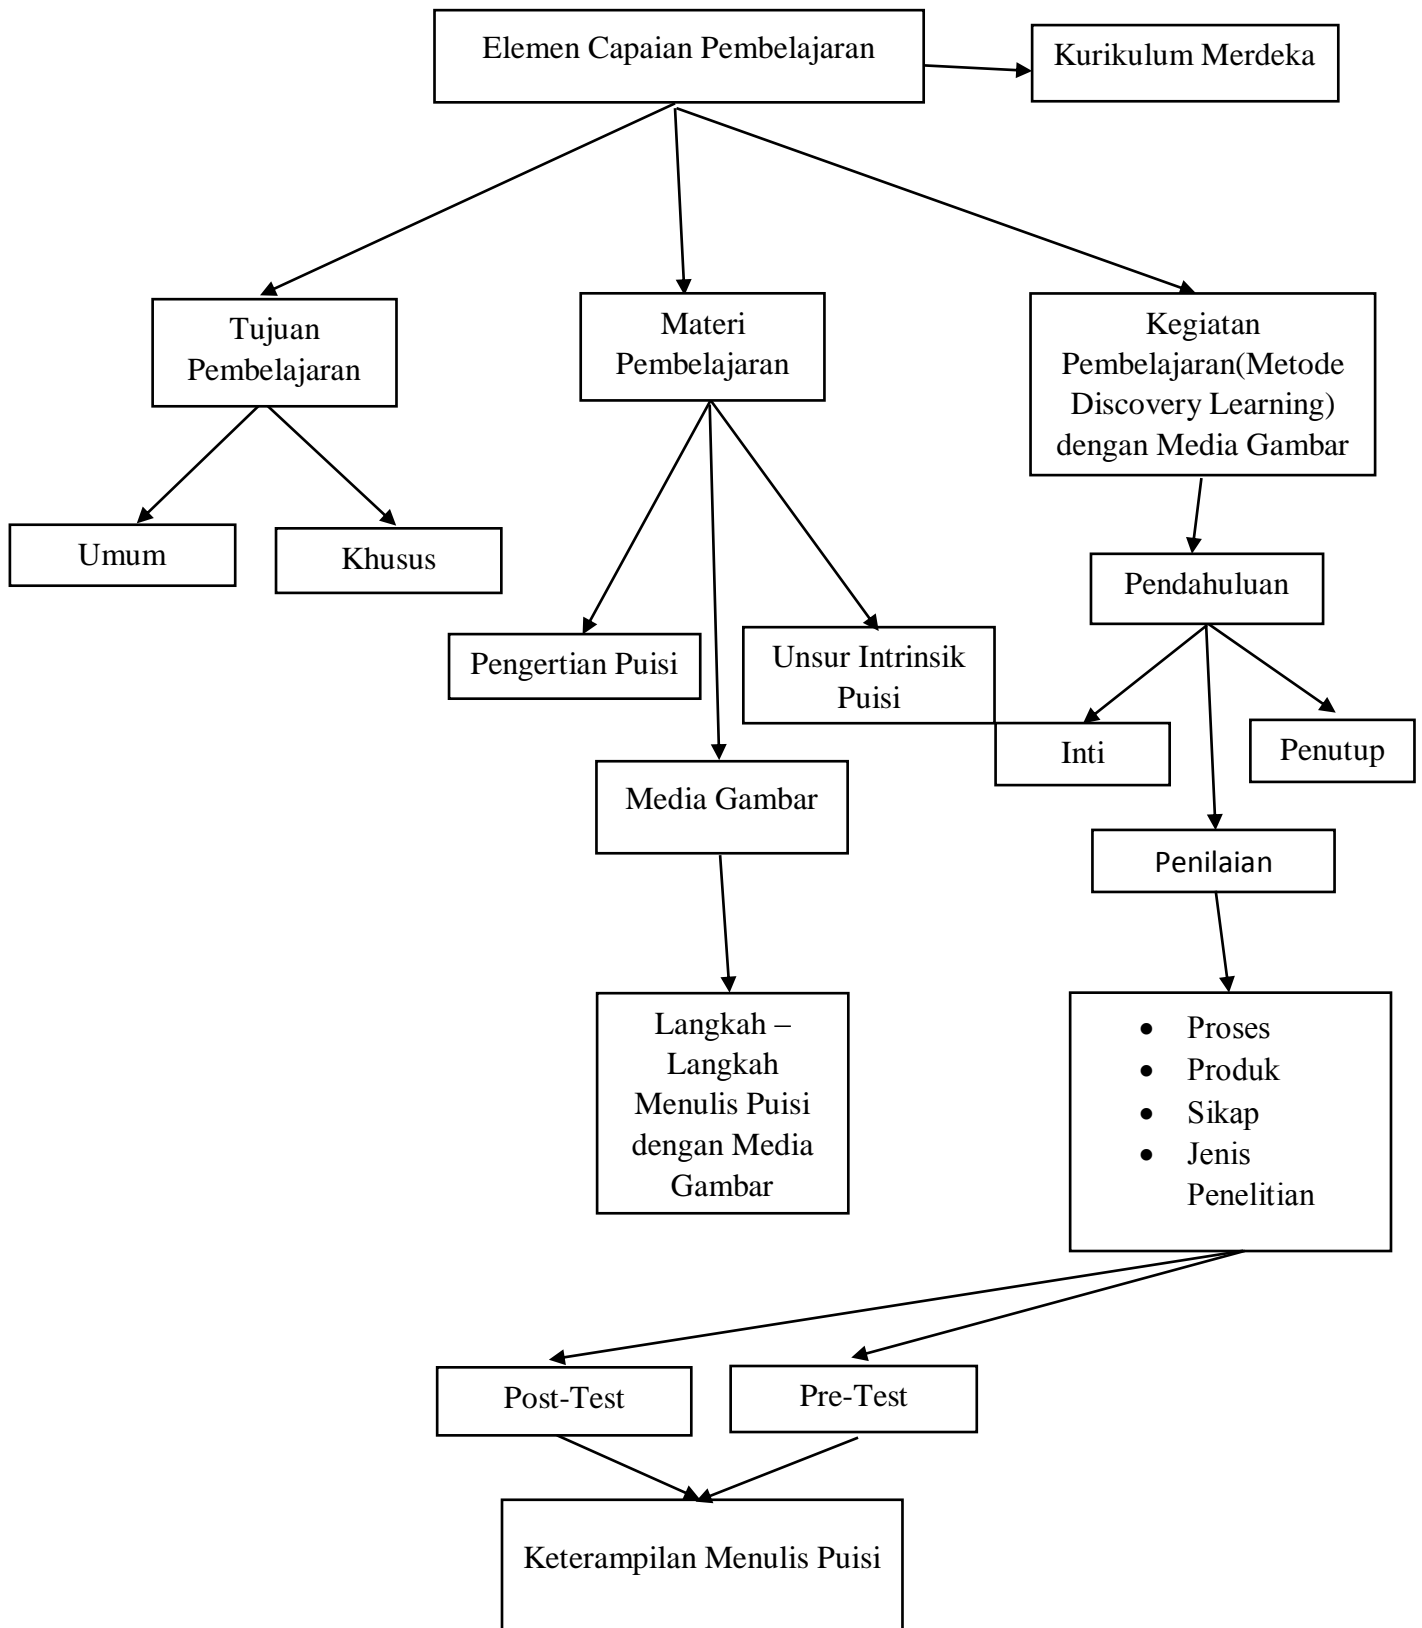 Elemen Capaian Pembelajaran
Kurikulum Merdeka
Tujuan
Pembelajaran
Materi
Pembelajaran
Kegiatan
Pembelajaran(Metode
Discovery Learning)
dengan Media Gambar
Umum
Khusus
Pendahuluan
Pengertian Puisi
Unsur Intrinsik
Puisi
Inti
Penutup
Media Gambar
Penilaian
Langkah –
Langkah
Menulis Puisi
dengan Media
Gambar
• Proses
• Produk
• Sikap
• Jenis
Penelitian
Post-Test
Pre-Test
Keterampilan Menulis Puisi